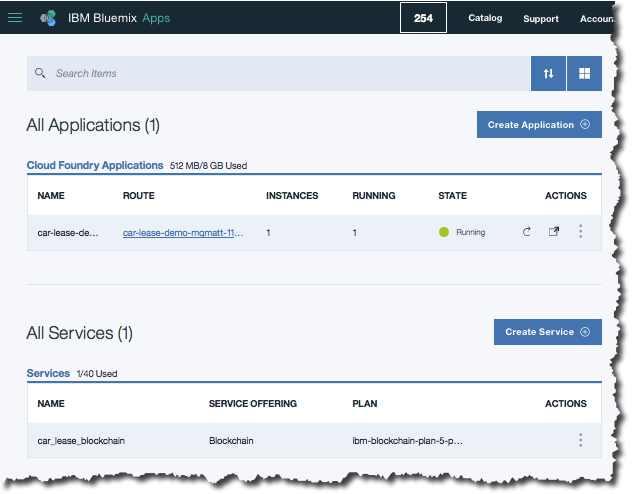 IBM Bluemix Apps 254 Catalog Support Accoun
Search Items
All Applications (1) Create Application
Cloud Foundry Applications 512 MB/8 GB Used
NAME ROUTE INSTANCES RUNNING STATE ACTIONS
car-lease-de... car-lease-demo-mqmatt-11... 1 1 Running
All Services (1) Create Service
Services 1/40 Used
NAME SERVICE OFFERING PLAN ACTIONS
car_lease_blockchain Blockchain ibm-blockchain-plan-5-p...